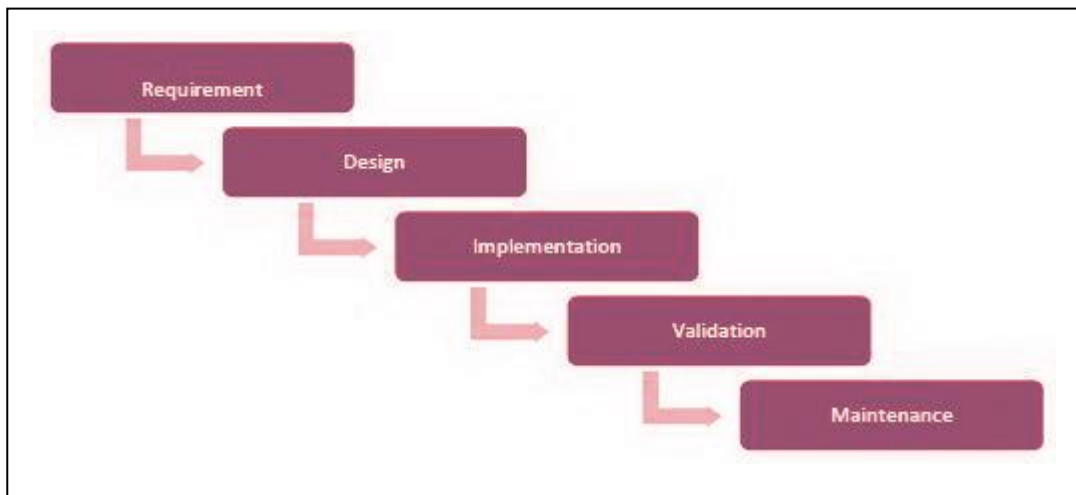 Requirement
Design
Implementation
Validation
Maintenance